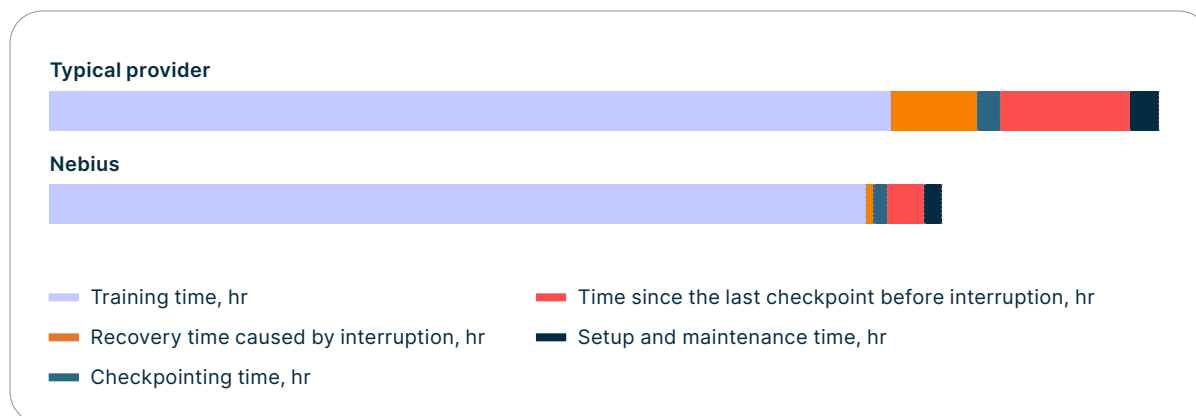 Typical provider
Nebius
Training time, hr
Time since the last checkpoint before interruption, hr
Recovery time caused by interruption, hr
Setup and maintenance time, hr
Checkpointing time, hr